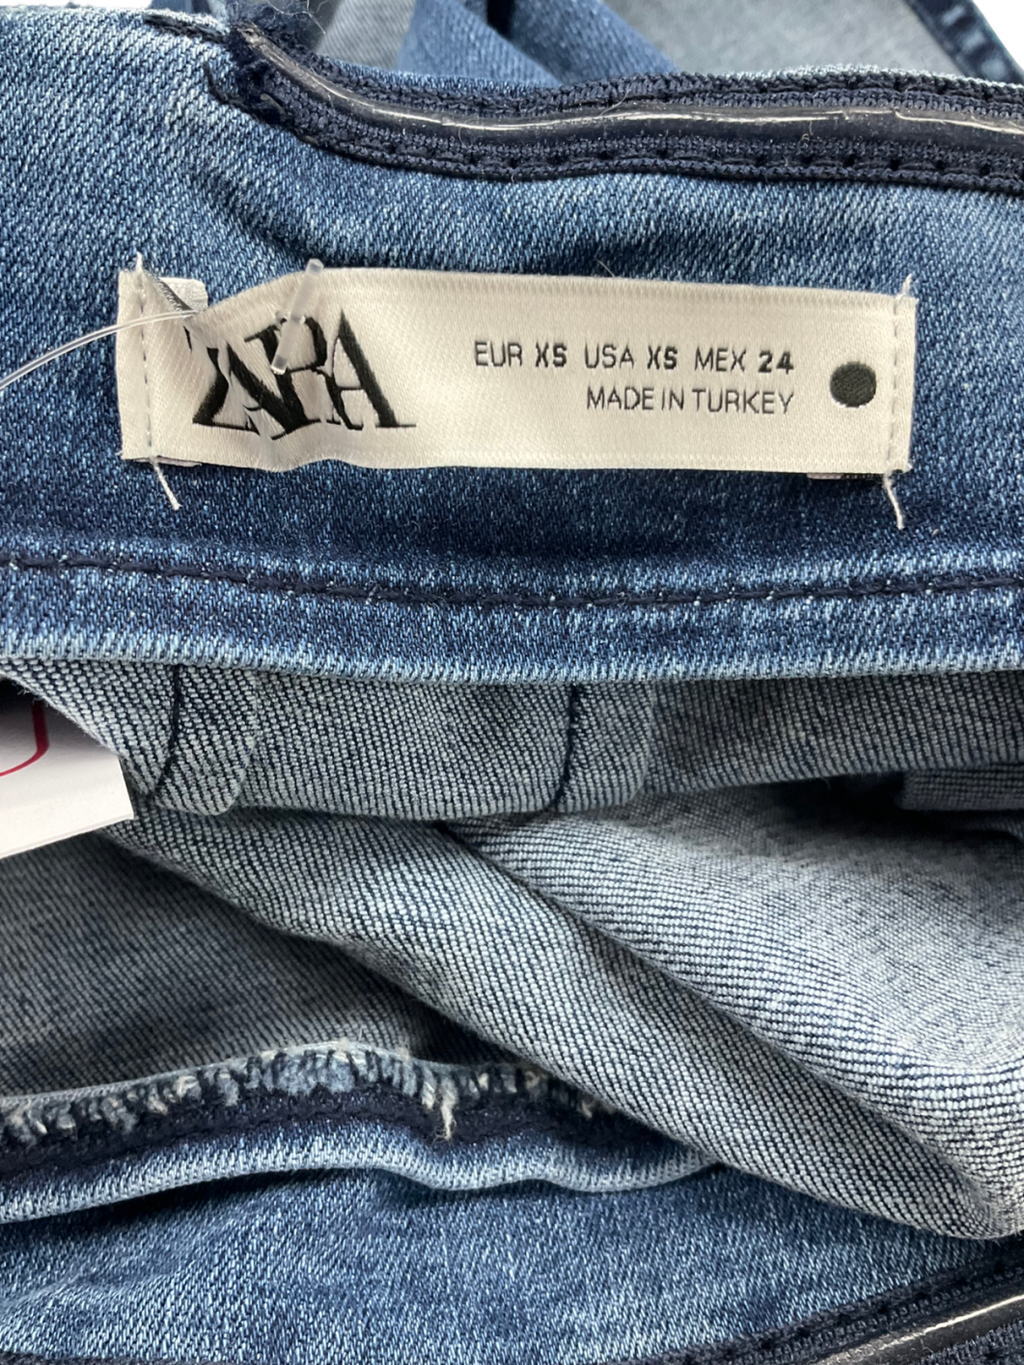 ZARA
EUR XS USA XS MEX 24
MADE IN TURKEY